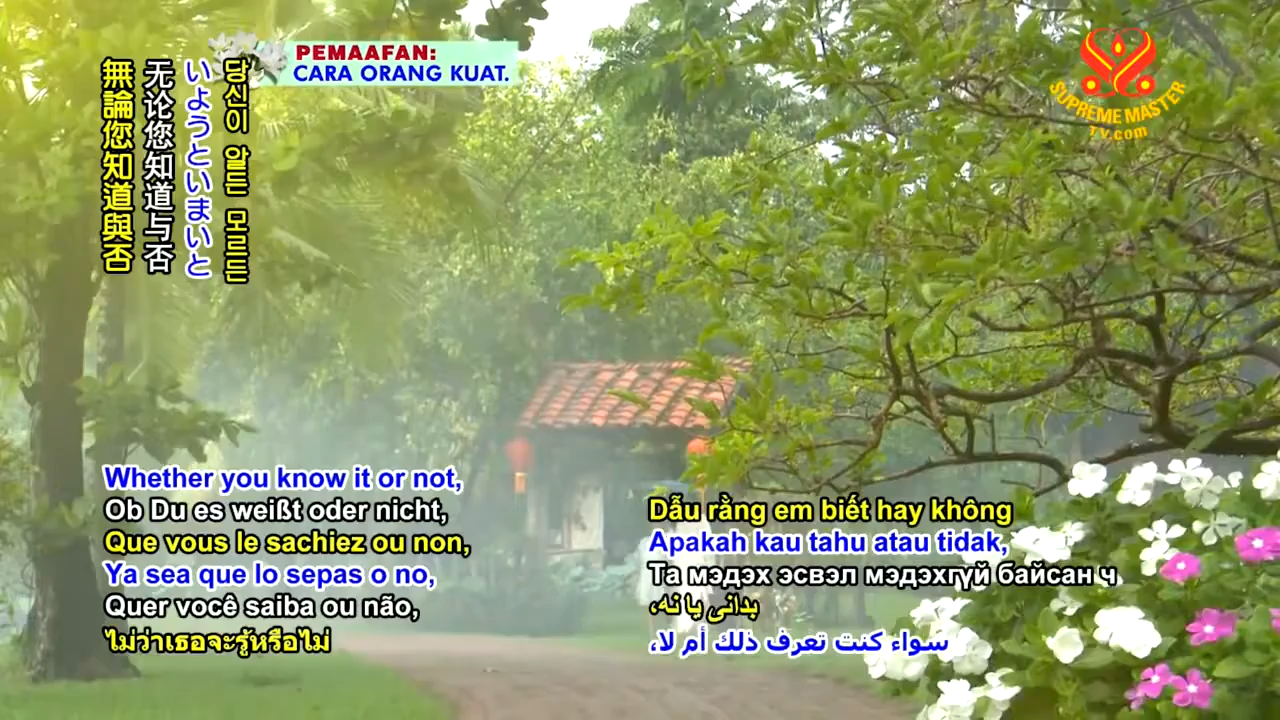 PEMAAFAN:
CARA ORANG KUAT.
SUPREME MASTER
TV.com
無論您知道與否
无论您知道与否
いようといまいと
당신이 알든 모르든
Whether you know it or not,
Ob Du es weißt oder nicht,
Que vous le sachiez ou non,
Ya sea que lo sepas o no,
Quer você saiba ou não,
ไม่ว่าเธอจะรู้หรือไม่
Dẫu rằng em biết hay không
Apakah kau tahu atau tidak,
Та мэдэх эсвэл мэдэхгүй байсан ч
بدانی یا نه،
سواء كنت تعرف ذلك أم لا،